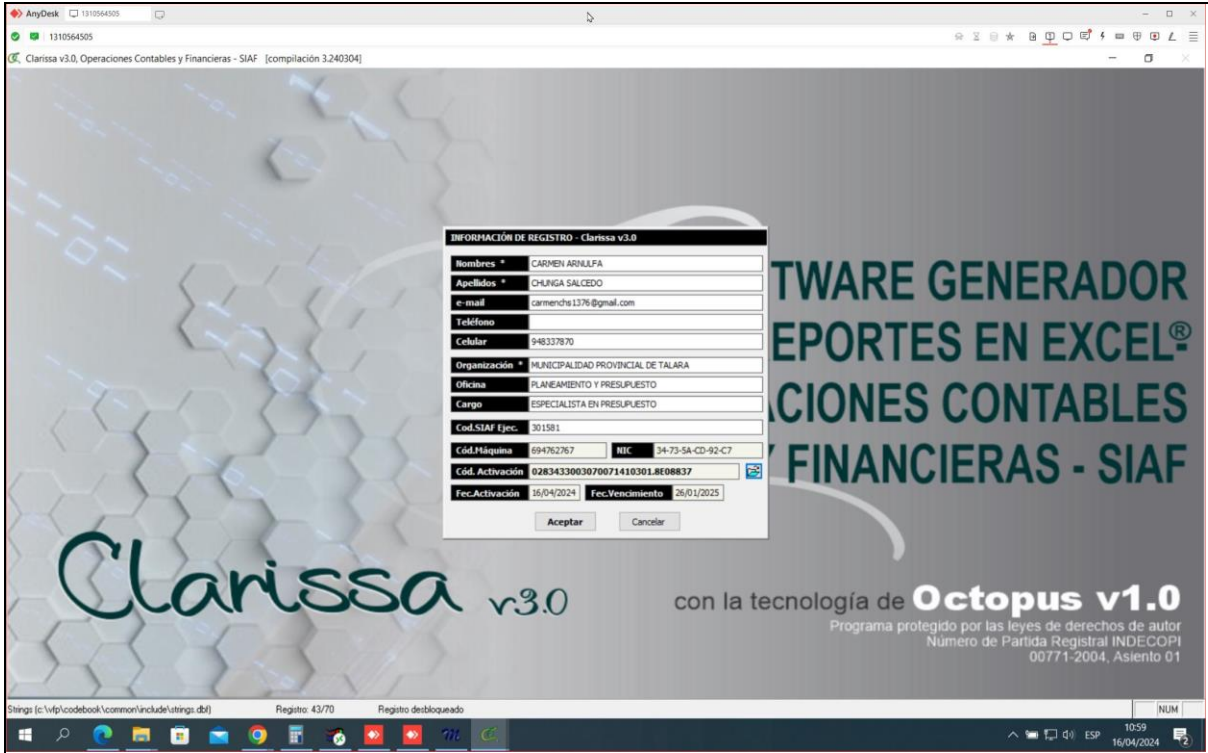 AnyDesk 1310564505
1310564505
Clarissa v3.0, Operaciones Contables y Financieras - SIAF [compilación 3.240304]
INFORMACIÓN DE REGISTRO - Clarissa v3.0
Nombres * CARMEN ARNULFA
Apellidos * CHUNGA SALCEDO
e-mail carmenchs1376@gmail.com
Teléfono
Celular 948337870
Organización * MUNICIPALIDAD PROVINCIAL DE TALARA
Oficina PLANEAMIENTO Y PRESUPUESTO
Cargo ESPECIALISTA EN PRESUPUESTO
Cod.SIAF Ejec. 301581
Cód.Máquina 694762767 NIC 34-73-5A-CD-92-C7
Cód. Activación 0283433003070071410301.8E08837
Fec.Activación 16/04/2024 Fec.Vencimiento 26/01/2025
Aceptar Cancelar
TWARE GENERADOR
EPORTES EN EXCEL®
ACIONES CONTABLES
Y FINANCIERAS - SIAF
Clarissa v3.0
con la tecnología de Octopus v1.0
Programa protegido por las leyes de derechos de autor
Número de Partida Registral INDECOPI
00771-2004, Asiento 01
Strings (c:\vfp\codebook\common\include\strings.dbf) Registro: 43/70 Registro desbloqueado NUM
ESP 10:59
16/04/2024 2